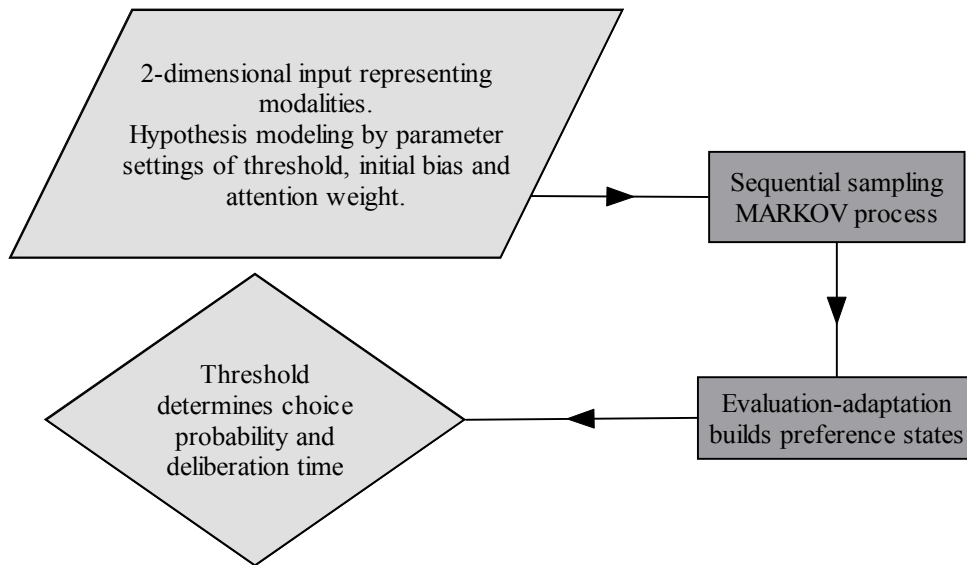 2-dimensional input representing
modalities.
Hypothesis modeling by parameter
settings of threshold, initial bias and
attention weight.
Sequential sampling
MARKOV process
Evaluation-adaptation
builds preference states
Threshold
determines choice
probability and
deliberation time